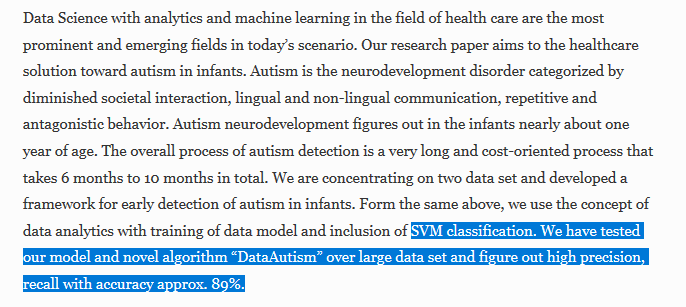 Data Science with analytics and machine learning in the field of health care are the most
prominent and emerging fields in today’s scenario. Our research paper aims to the healthcare
solution toward autism in infants. Autism is the neurodevelopment disorder categorized by
diminished societal interaction, lingual and non-lingual communication, repetitive and
antagonistic behavior. Autism neurodevelopment figures out in the infants nearly about one
year of age. The overall process of autism detection is a very long and cost-oriented process that
takes 6 months to 10 months in total. We are concentrating on two data set and developed a
framework for early detection of autism in infants. Form the same above, we use the concept of
data analytics with training of data model and inclusion of SVM classification. We have tested
our model and novel algorithm “DataAutism” over large data set and figure out high precision,
recall with accuracy approx. 89%.